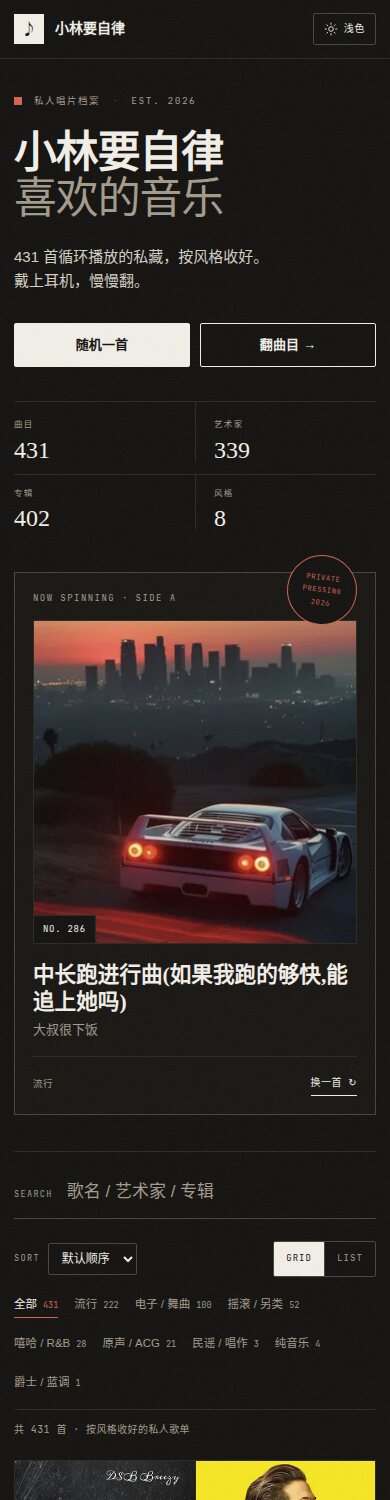 ♪ 小林要自律 浅色
私人唱片档案 · EST. 2026
小林要自律
喜欢的音乐
431 首循环播放的私藏，按风格收好。
戴上耳机，慢慢翻。
随机一首 翻曲目 →
曲目 艺术家
431 339
专辑 风格
402 8
PRIVATE
PRESSING
2026
NOW SPINNING · SIDE A
NO. 286
中长跑进行曲(如果我跑的够快,能
追上她吗)
大叔很下饭
流行 换一首 ↻
SEARCH 歌名 / 艺术家 / 专辑
SORT 默认顺序 GRID LIST
全部 431 流行 222 电子 / 舞曲 100 摇滚 / 另类 52
嘻哈 / R&B 28 原声 / ACG 21 民谣 / 唱作 3 纯音乐 4
爵士 / 蓝调 1
共 431 首 · 按风格收好的私人歌单
DSB Breezy